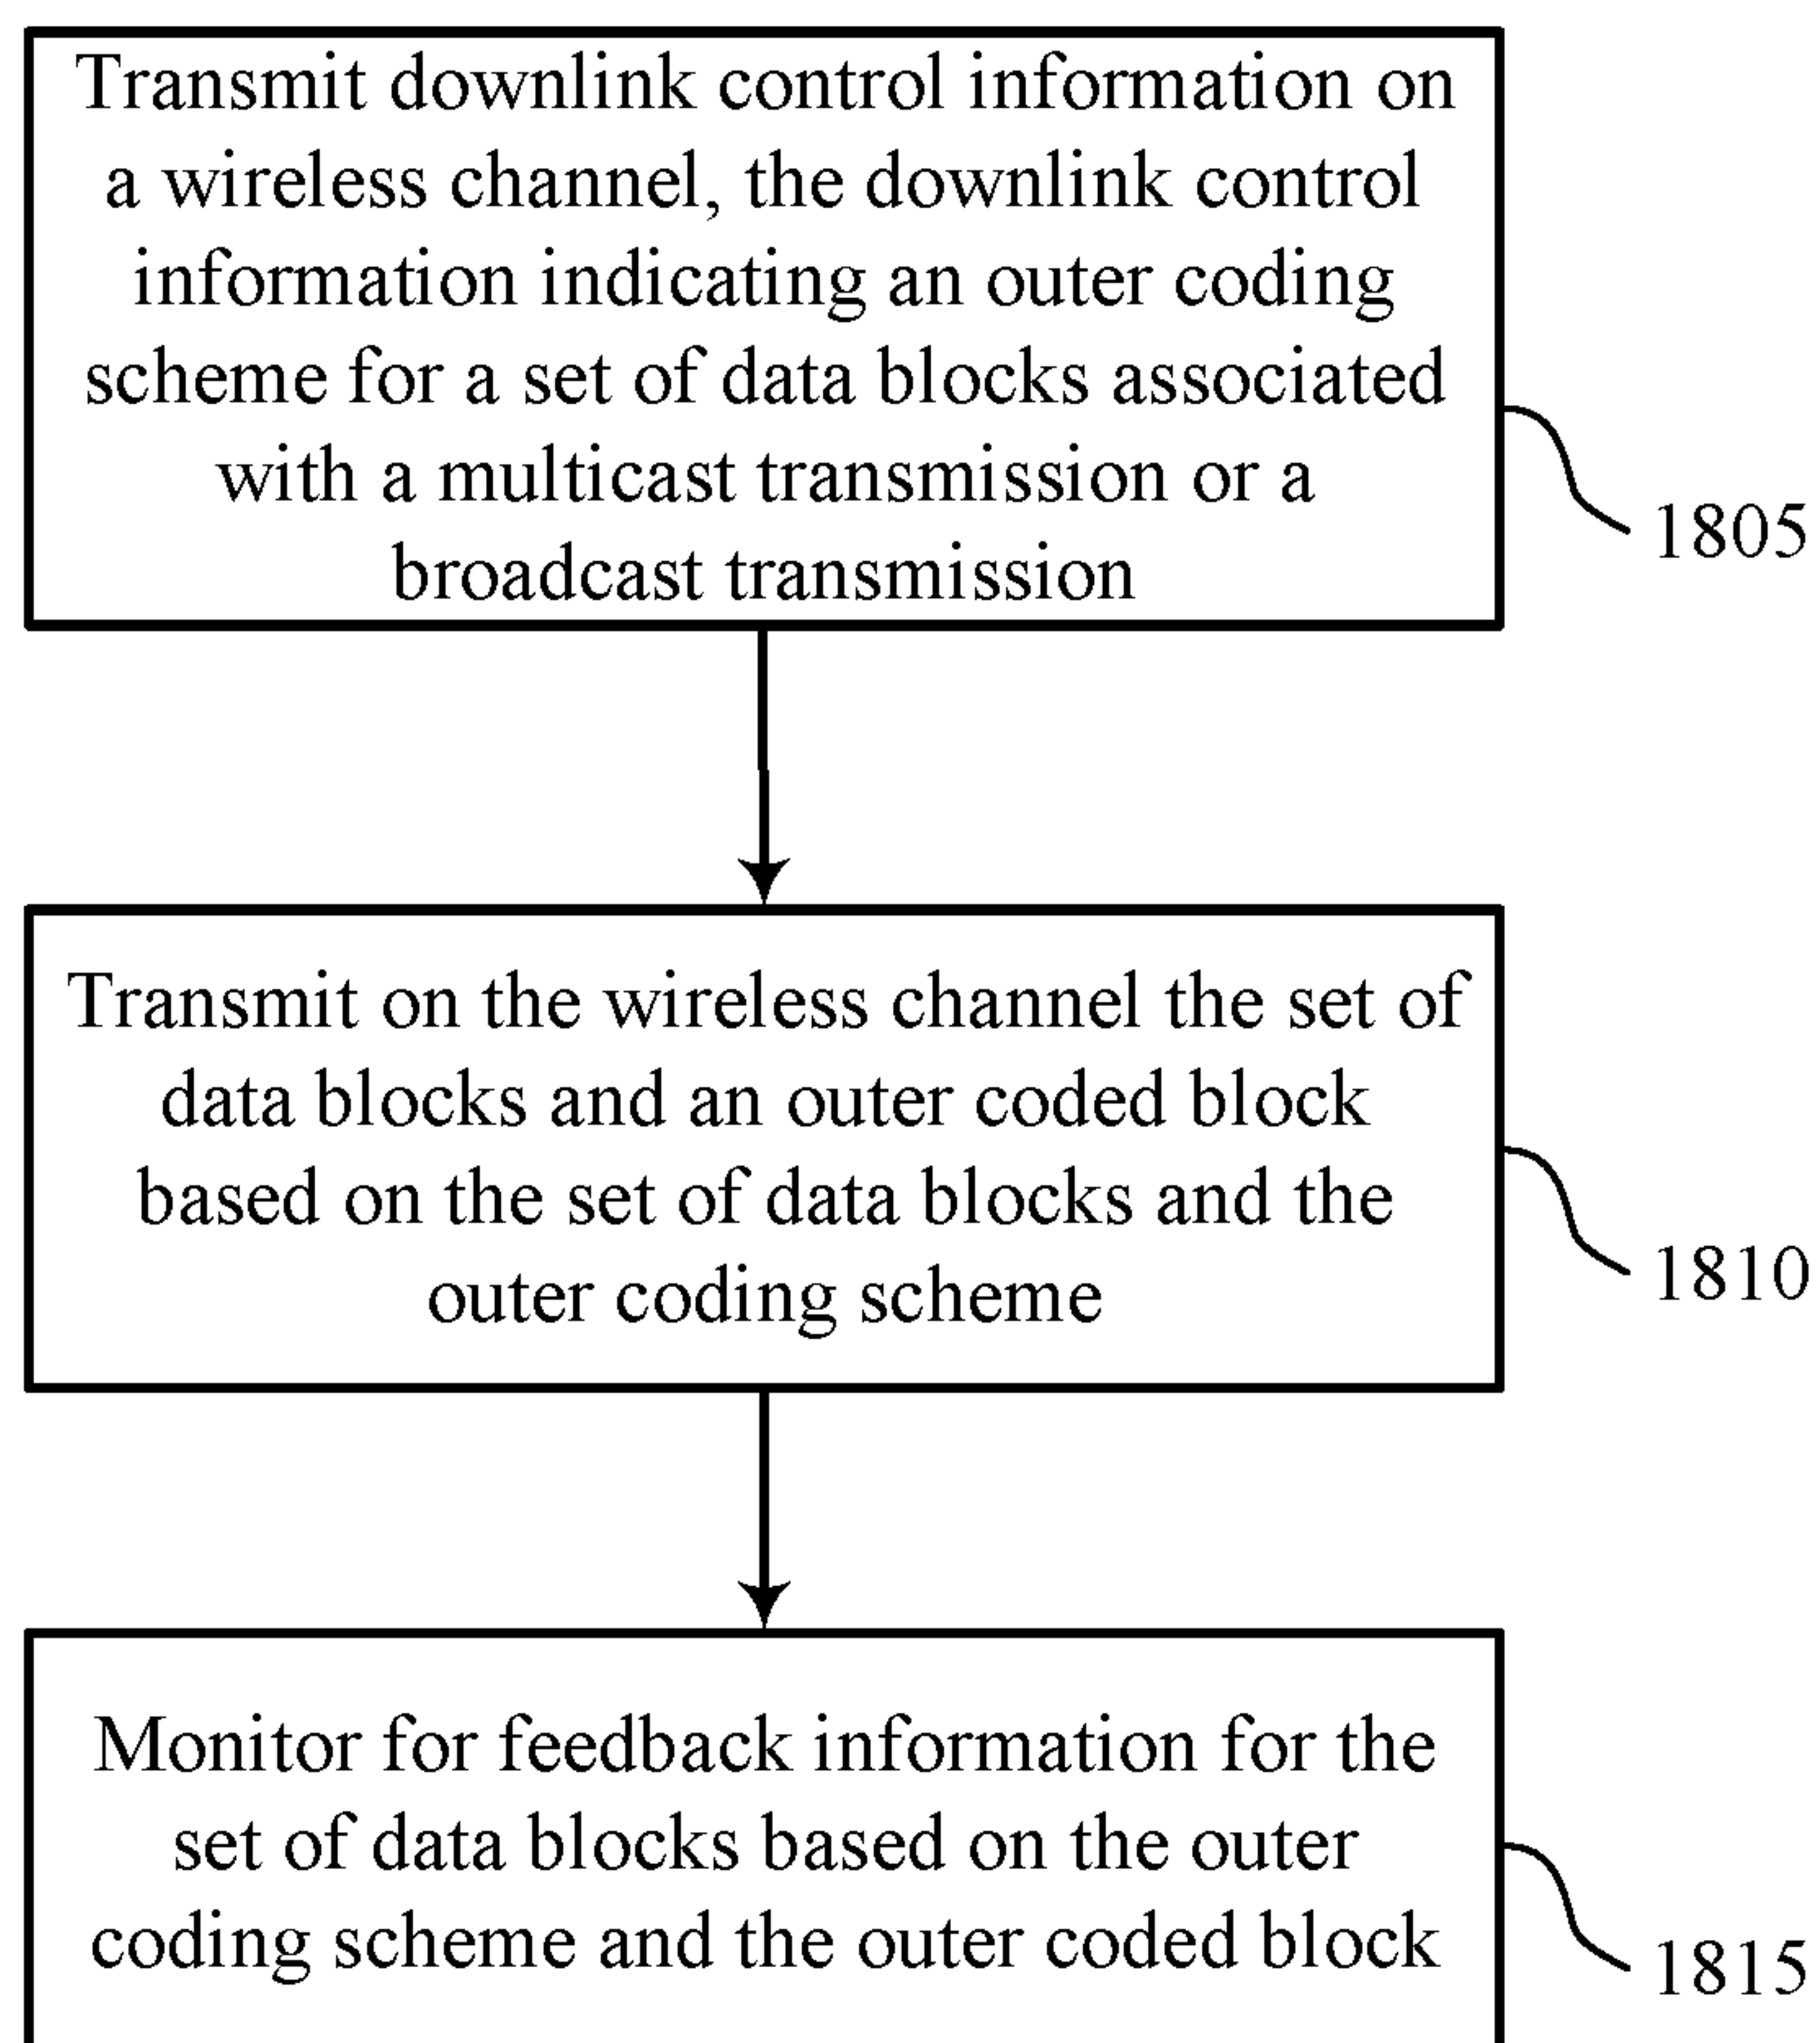 Transmit downlink control information on
a wireless channel, the downlink control
information indicating an outer coding
scheme for a set of data blocks associated
with a multicast transmission or a
broadcast transmission
1805
Transmit on the wireless channel the set of
data blocks and an outer coded block
based on the set of data blocks and the
outer coding scheme
1810
Monitor for feedback information for the
set of data blocks based on the outer
coding scheme and the outer coded block
1815